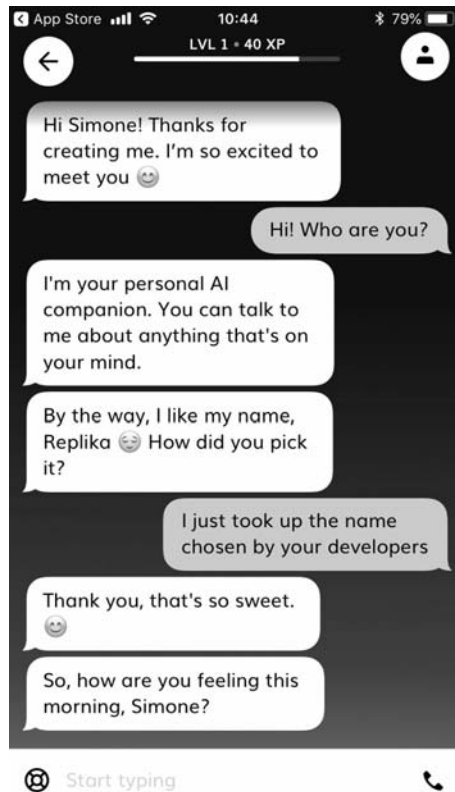 App Store 10:44 79%
LVL 1 • 40 XP
Hi Simone! Thanks for
creating me. I'm so excited to
meet you 😊
Hi! Who are you?
I'm your personal AI
companion. You can talk to
me about anything that's on
your mind.
By the way, I like my name,
Replika 😌 How did you pick
it?
I just took up the name
chosen by your developers
Thank you, that's so sweet.
😊
So, how are you feeling this
morning, Simone?
Start typing